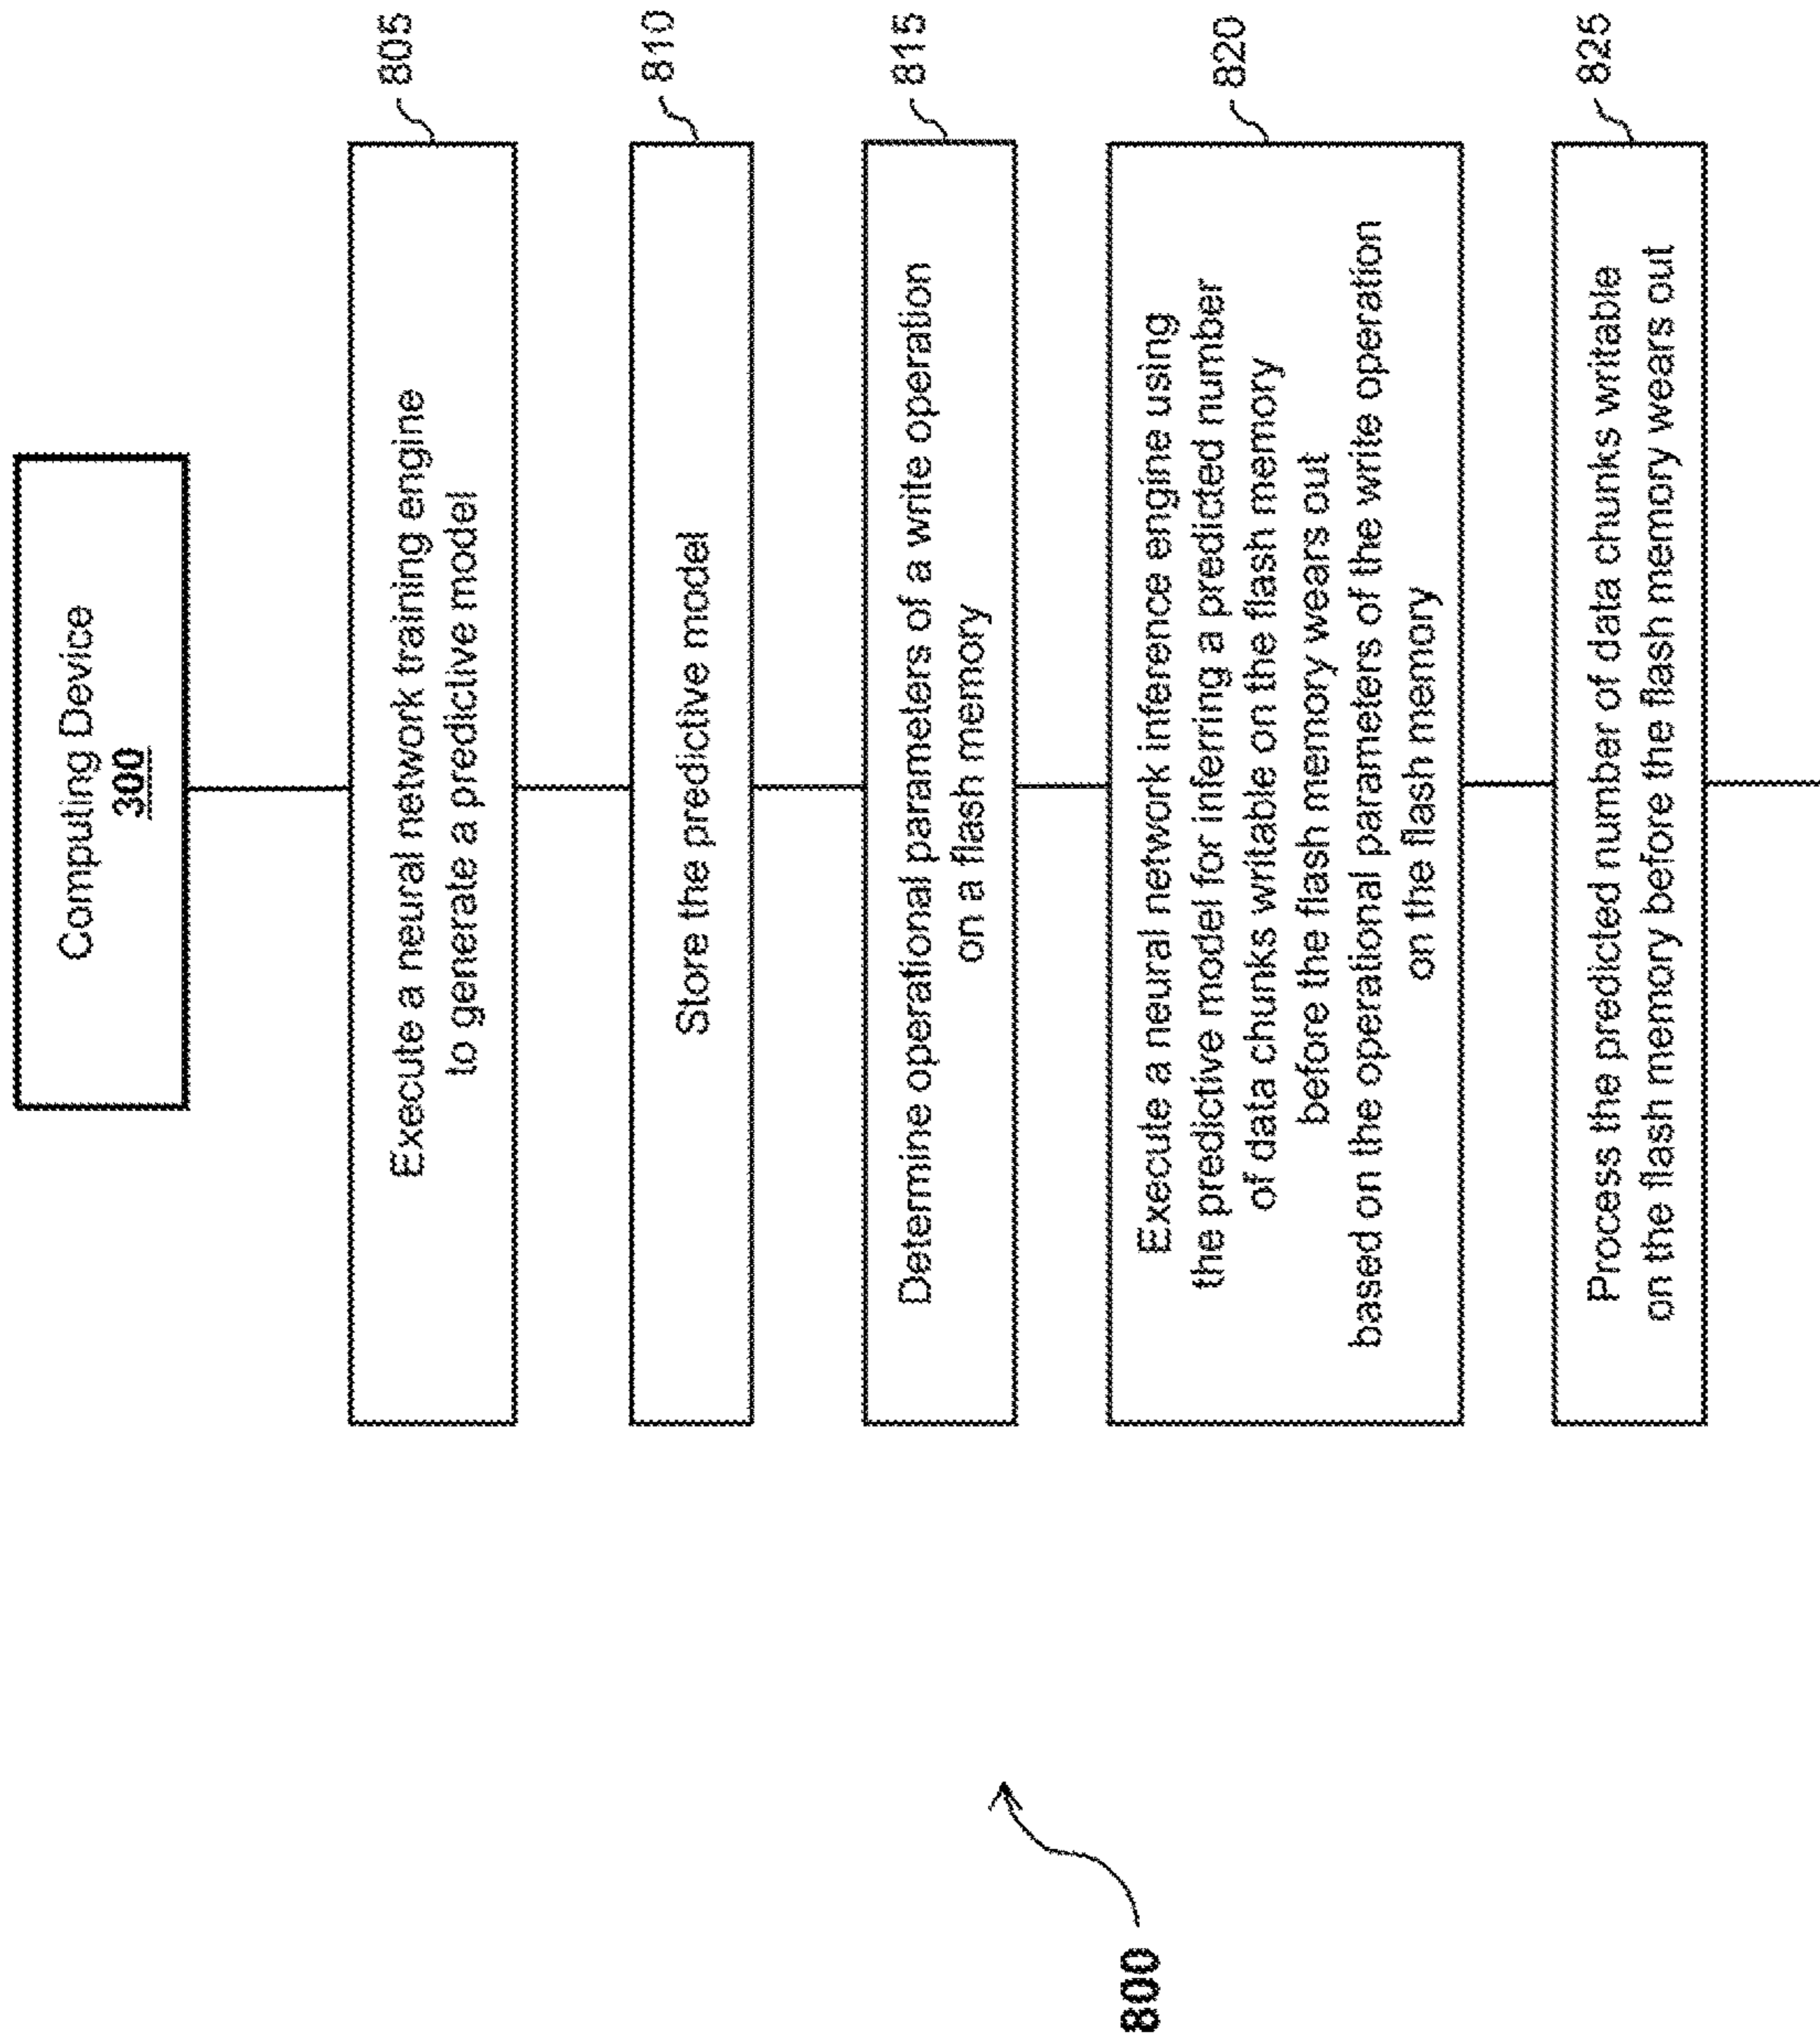 Computing Device
300
Execute a neural network training engine
to generate a predictive model
805
Store the predictive model
810
Determine operational parameters of a write operation
on a flash memory
815
Execute a neural network inference engine using
the predictive model for inferring a predicted number
of data chunks writable on the flash memory
before the flash memory wears out
based on the operational parameters of the write operation
on the flash memory
820
Process the predicted number of data chunks writable
on the flash memory before the flash memory wears out
825
800